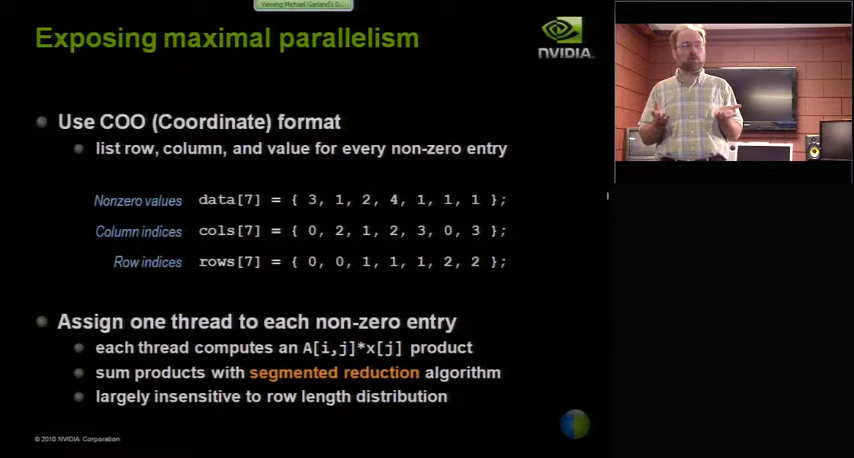 Viewing Michael Garland's D...
Exposing maximal parallelism
NVIDIA.
Use COO (Coordinate) format
list row, column, and value for every non-zero entry
Nonzero values data[7] = { 3, 1, 2, 4, 1, 1, 1 };
Column indices cols[7] = { 0, 2, 1, 2, 3, 0, 3 };
Row indices rows[7] = { 0, 0, 1, 1, 1, 2, 2 };
Assign one thread to each non-zero entry
each thread computes an A[i,j]*x[j] product
sum products with segmented reduction algorithm
largely insensitive to row length distribution
© 2010 NVIDIA Corporation